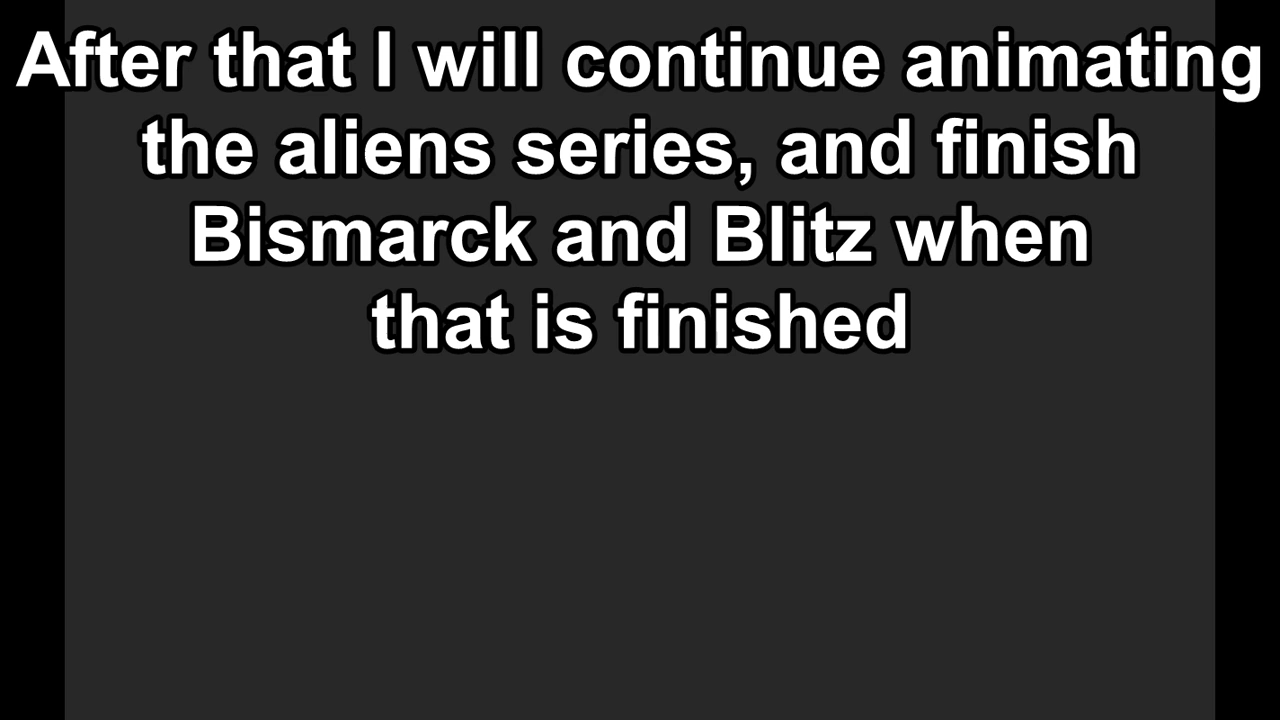 After that I will continue animating
the aliens series, and finish
Bismarck and Blitz when
that is finished